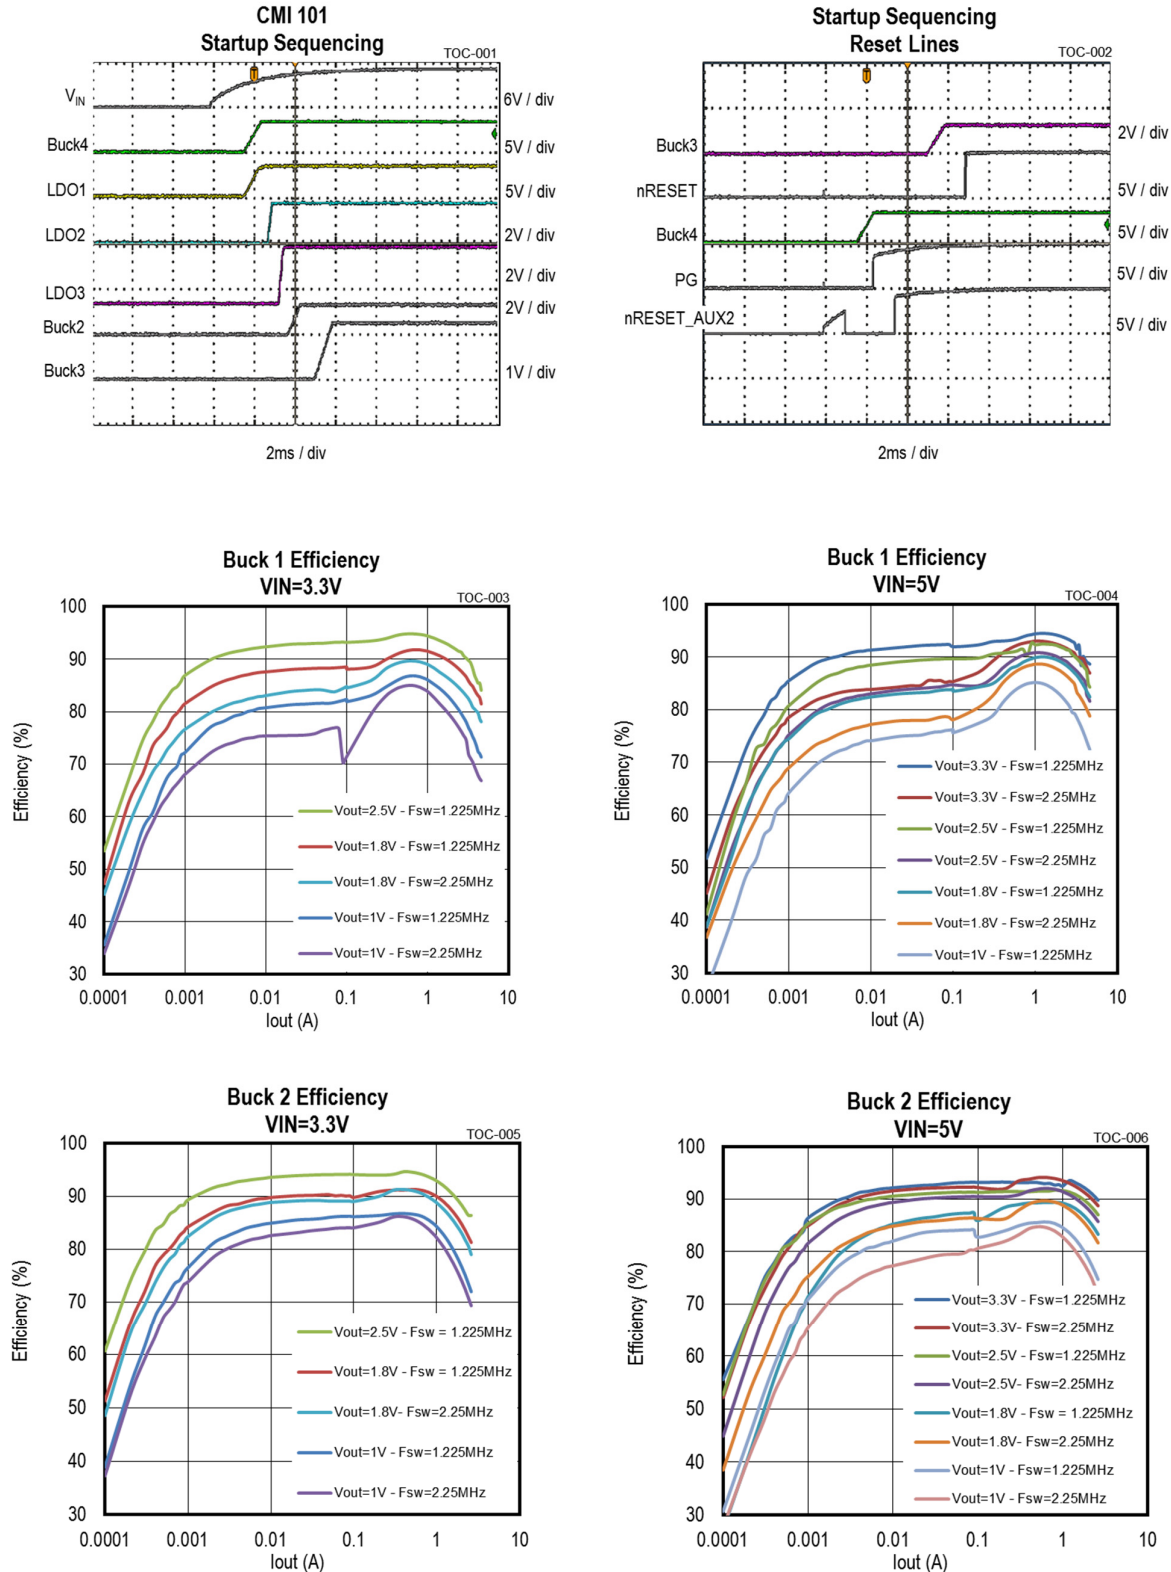 CMI 101
Startup Sequencing
TOC-001
VIN
6V / div
Buck4
5V / div
LDO1
5V / div
LDO2
2V / div
2V / div
LDO3
2V / div
Buck2
Buck3
1V / div
2ms / div
Startup Sequencing
Reset Lines
TOC-002
2V / div
Buck3
nRESET
5V / div
Buck4
5V / div
PG
5V / div
nRESET_AUX2
5V / div
2ms / div
Buck 1 Efficiency
VIN=3.3V
TOC-003
100
90
80
70
60
50
40
30
Efficiency (%)
Vout=2.5V - Fsw=1.225MHz
Vout=1.8V - Fsw=1.225MHz
Vout=1.8V - Fsw=2.25MHz
Vout=1V - Fsw=1.225MHz
Vout=1V - Fsw=2.25MHz
0.0001 0.001 0.01 0.1 1 10
Iout (A)
Buck 1 Efficiency
VIN=5V
TOC-004
100
90
80
70
60
50
40
30
Efficiency (%)
Vout=3.3V - Fsw=1.225MHz
Vout=3.3V - Fsw=2.25MHz
Vout=2.5V - Fsw=1.225MHz
Vout=2.5V - Fsw=2.25MHz
Vout=1.8V - Fsw=1.225MHz
Vout=1.8V - Fsw=2.25MHz
Vout=1V - Fsw=1.225MHz
0.0001 0.001 0.01 0.1 1 10
Iout (A)
Buck 2 Efficiency
VIN=3.3V
TOC-005
100
90
80
70
60
50
40
30
Efficiency (%)
Vout=2.5V - Fsw = 1.225MHz
Vout=1.8V - Fsw = 1.225MHz
Vout=1.8V- Fsw=2.25MHz
Vout=1V - Fsw=1.225MHz
Vout=1V - Fsw=2.25MHz
0.0001 0.001 0.01 0.1 1 10
Iout (A)
Buck 2 Efficiency
VIN=5V
TOC-006
100
90
80
70
60
50
40
30
Efficiency (%)
Vout=3.3V - Fsw=1.225MHz
Vout=3.3V- Fsw=2.25MHz
Vout=2.5V - Fsw=1.225MHz
Vout=2.5V- Fsw=2.25MHz
Vout=1.8V - Fsw = 1.225MHz
Vout=1.8V- Fsw=2.25MHz
Vout=1V - Fsw=1.225MHz
Vout=1V - Fsw=2.25MHz
0.0001 0.001 0.01 0.1 1 10
Iout (A)